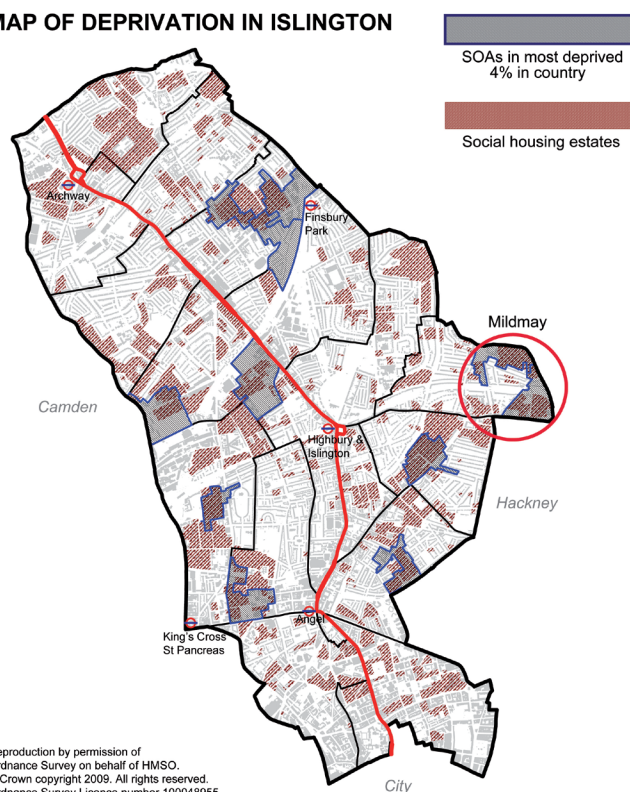 MAP OF DEPRIVATION IN ISLINGTON
SOAs in most deprived
4% in country
Social housing estates
Archway
Finsbury
Park
Mildmay
Camden
Highbury &
Islington
Hackney
Angel
King's Cross
St Pancreas
eproduction by permission of
rdnance Survey on behalf of HMSO.
Crown copyright 2009. All rights reserved.
City